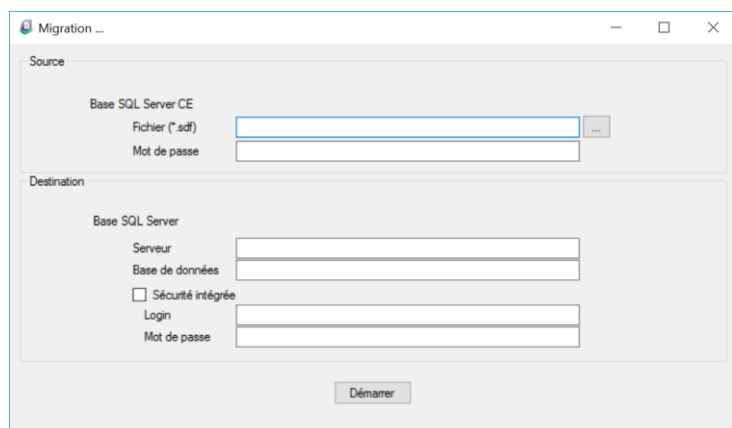 Migration ...
Source
Base SQL Server CE
Fichier (*.sdf)
...
Mot de passe
Destination
Base SQL Server
Serveur
Base de données
Sécurité intégrée
Login
Mot de passe
Démarrer